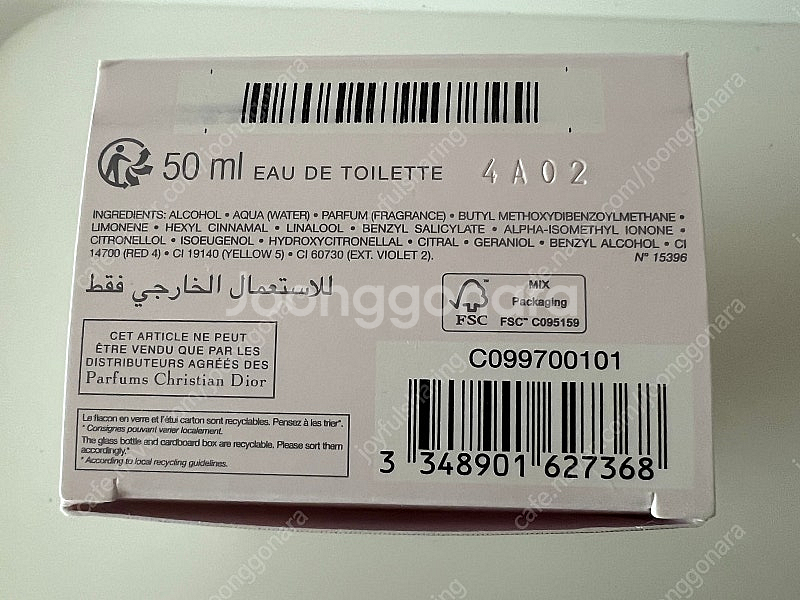 50 ml EAU DE TOILETTE 4A02
INGREDIENTS: ALCOHOL • AQUA (WATER) • PARFUM (FRAGRANCE) • BUTYL METHOXYDIBENZOYLMETHANE •
LIMONENE • HEXYL CINNAMAL • LINALOOL • BENZYL SALICYLATE • ALPHA-ISOMETHYL IONONE •
CITRONELLOL • ISOEUGENOL • HYDROXYCITRONELLAL • CITRAL • GERANIOL • BENZYL ALCOHOL • CI
14700 (RED 4) • CI 19140 (YELLOW 5) • CI 60730 (EXT. VIOLET 2). N° 15396
للاستعمال الخارجي فقط
Joonggonara
FSC™
MIX
Packaging
FSC™ C095159
CET ARTICLE NE PEUT
ÊTRE VENDU QUE PAR LES
DISTRIBUTEURS AGRÉÉS DES
Parfums Christian Dior
C099700101
3 348901 627368
Le flacon en verre et l'étui carton sont recyclables. Pensez à les trier*.
* Consignes pouvant varier localement.
The glass bottle and cardboard box are recyclable. Please sort them
accordingly.*
* According to local recycling guidelines.